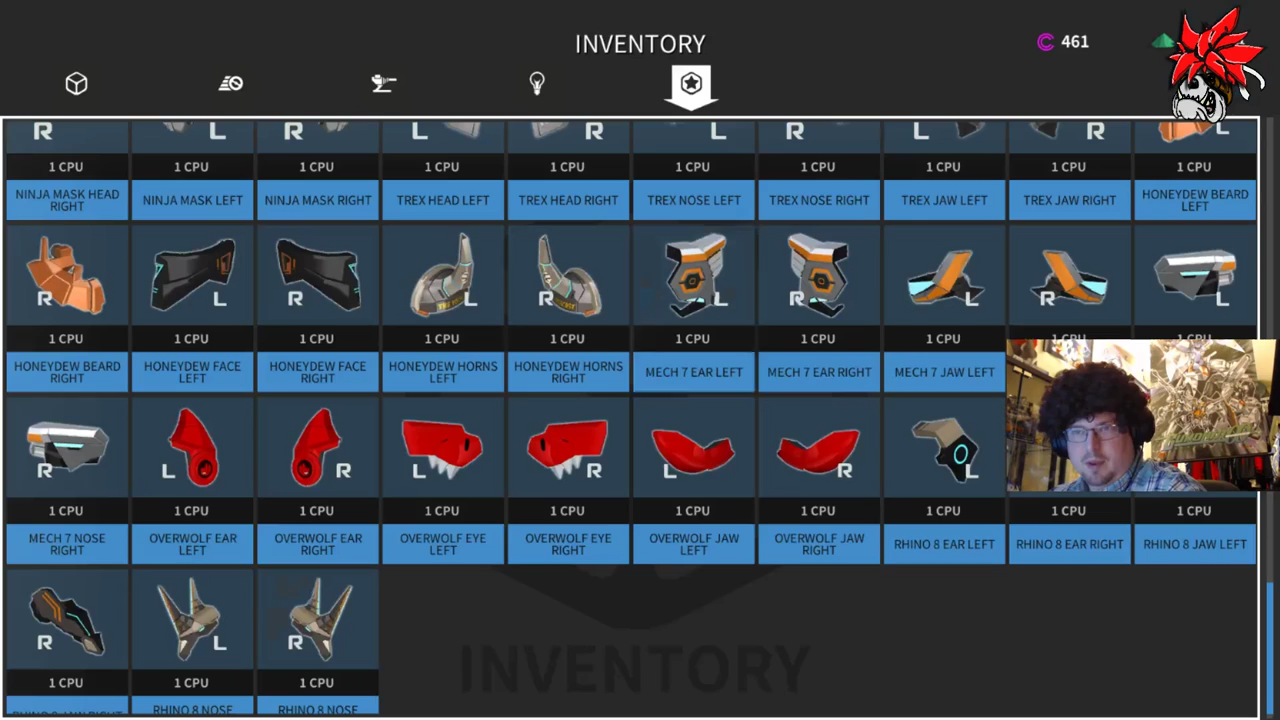 INVENTORY
461
R
L
R
L
R
L
R
L
R
L
1 CPU
1 CPU
1 CPU
1 CPU
1 CPU
1 CPU
1 CPU
1 CPU
1 CPU
1 CPU
NINJA MASK HEAD
RIGHT
NINJA MASK LEFT
NINJA MASK RIGHT
TREX HEAD LEFT
TREX HEAD RIGHT
TREX NOSE LEFT
TREX NOSE RIGHT
TREX JAW LEFT
TREX JAW RIGHT
HONEYDEW BEARD
LEFT
R
L
R
L
R
L
R
L
R
L
1 CPU
1 CPU
1 CPU
1 CPU
1 CPU
1 CPU
1 CPU
1 CPU
1 CPU
1 CPU
HONEYDEW BEARD
RIGHT
HONEYDEW FACE
LEFT
HONEYDEW FACE
RIGHT
HONEYDEW HORNS
LEFT
HONEYDEW HORNS
RIGHT
MECH 7 EAR LEFT
MECH 7 EAR RIGHT
MECH 7 JAW LEFT
R
L
R
L
R
L
R
L
1 CPU
1 CPU
1 CPU
1 CPU
1 CPU
1 CPU
1 CPU
1 CPU
1 CPU
1 CPU
MECH 7 NOSE
RIGHT
OVERWOLF EAR
LEFT
OVERWOLF EAR
RIGHT
OVERWOLF EYE
LEFT
OVERWOLF EYE
RIGHT
OVERWOLF JAW
LEFT
OVERWOLF JAW
RIGHT
RHINO 8 EAR LEFT
RHINO 8 EAR RIGHT
RHINO 8 JAW LEFT
R
L
R
INVENTORY
1 CPU
1 CPU
1 CPU
RHINO 8 JAW RIGHT
RHINO 8 NOSE
RHINO 8 NOSE